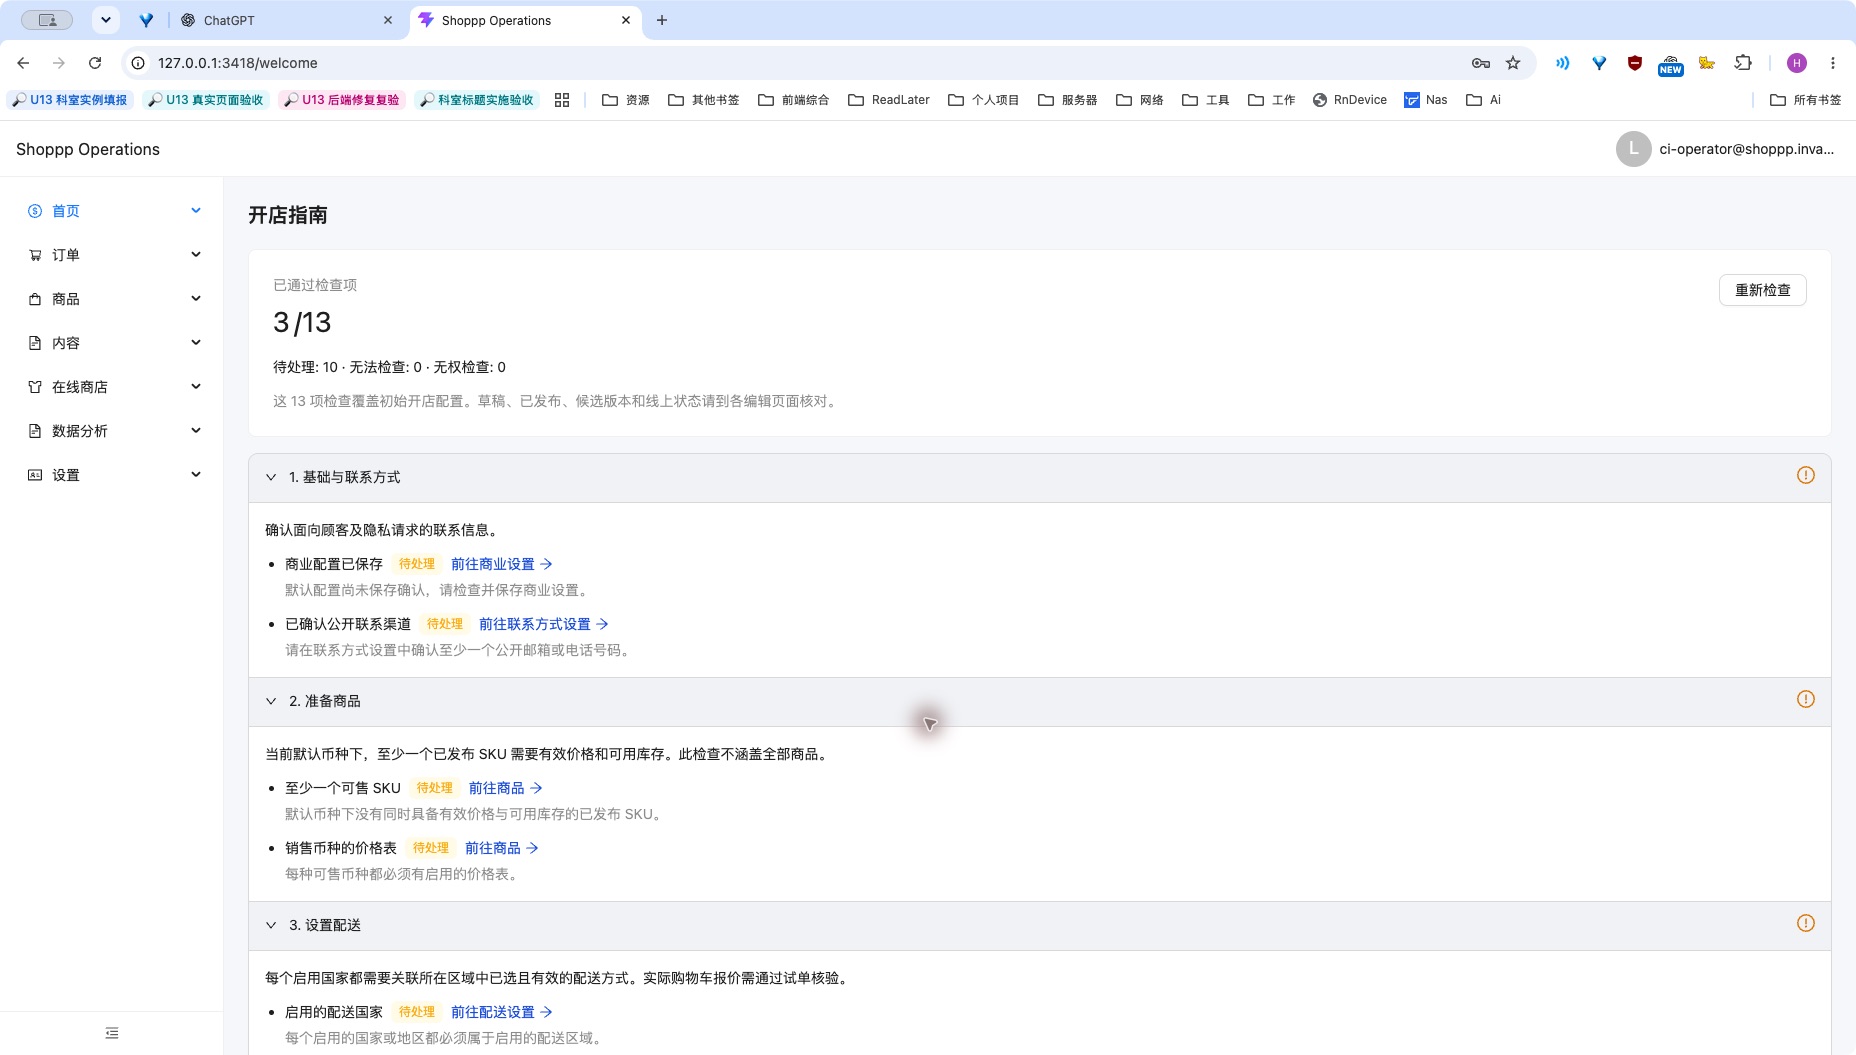 ChatGPT
Shoppp Operations
127.0.0.1:3418/welcome
NEW
H
U13 科室实例填报
U13 真实页面验收
U13 后端修复复验
科室标题实施验收
资源
其他书签
前端综合
ReadLater
个人项目
服务器
网络
工具
工作
RnDevice
Nas
Ai
所有书签
Shoppp Operations
L
ci-operator@shoppp.inva...
首页
订单
商品
内容
在线商店
数据分析
设置
开店指南
已通过检查项
重新检查
3/13
待处理: 10 · 无法检查: 0 · 无权检查: 0
这 13 项检查覆盖初始开店配置。草稿、已发布、候选版本和线上状态请到各编辑页面核对。
1. 基础与联系方式
确认面向顾客及隐私请求的联系信息。
商业配置已保存 待处理 前往商业设置 →
默认配置尚未保存确认，请检查并保存商业设置。
已确认公开联系渠道 待处理 前往联系方式设置 →
请在联系方式设置中确认至少一个公开邮箱或电话号码。
2. 准备商品
当前默认币种下，至少一个已发布 SKU 需要有效价格和可用库存。此检查不涵盖全部商品。
至少一个可售 SKU 待处理 前往商品 →
默认币种下没有同时具备有效价格与可用库存的已发布 SKU。
销售币种的价格表 待处理 前往商品 →
每种可售币种都必须有启用的价格表。
3. 设置配送
每个启用国家都需要关联所在区域中已选且有效的配送方式。实际购物车报价需通过试单核验。
启用的配送国家 待处理 前往配送设置 →
每个启用的国家或地区都必须属于启用的配送区域。